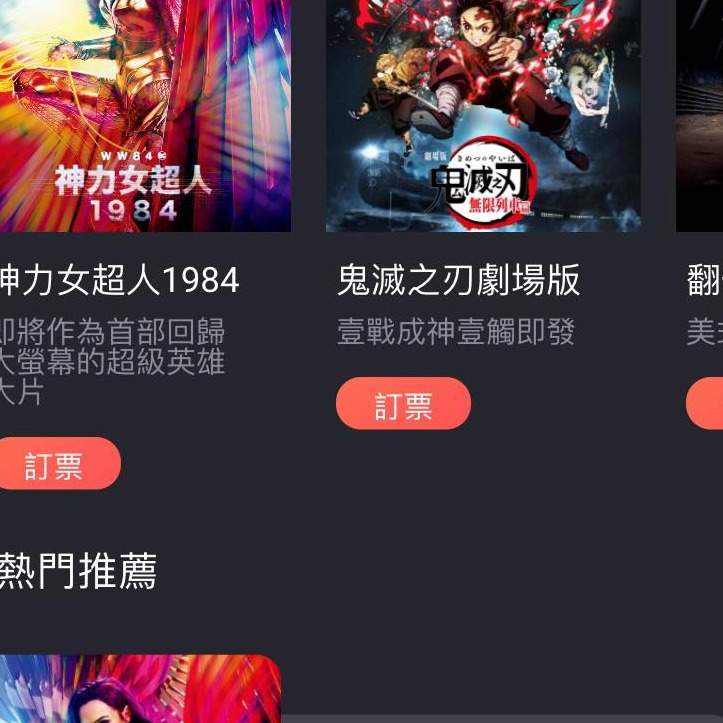 WW84
神力女超人
1984
劇場版
きめつのやいば
鬼滅之刃
無限列車篇
神力女超人1984
鬼滅之刃劇場版
翻
即將作為首部回歸
大螢幕的超級英雄
大片
壹戰成神壹觸即發
美式
訂票
訂票
熱門推薦